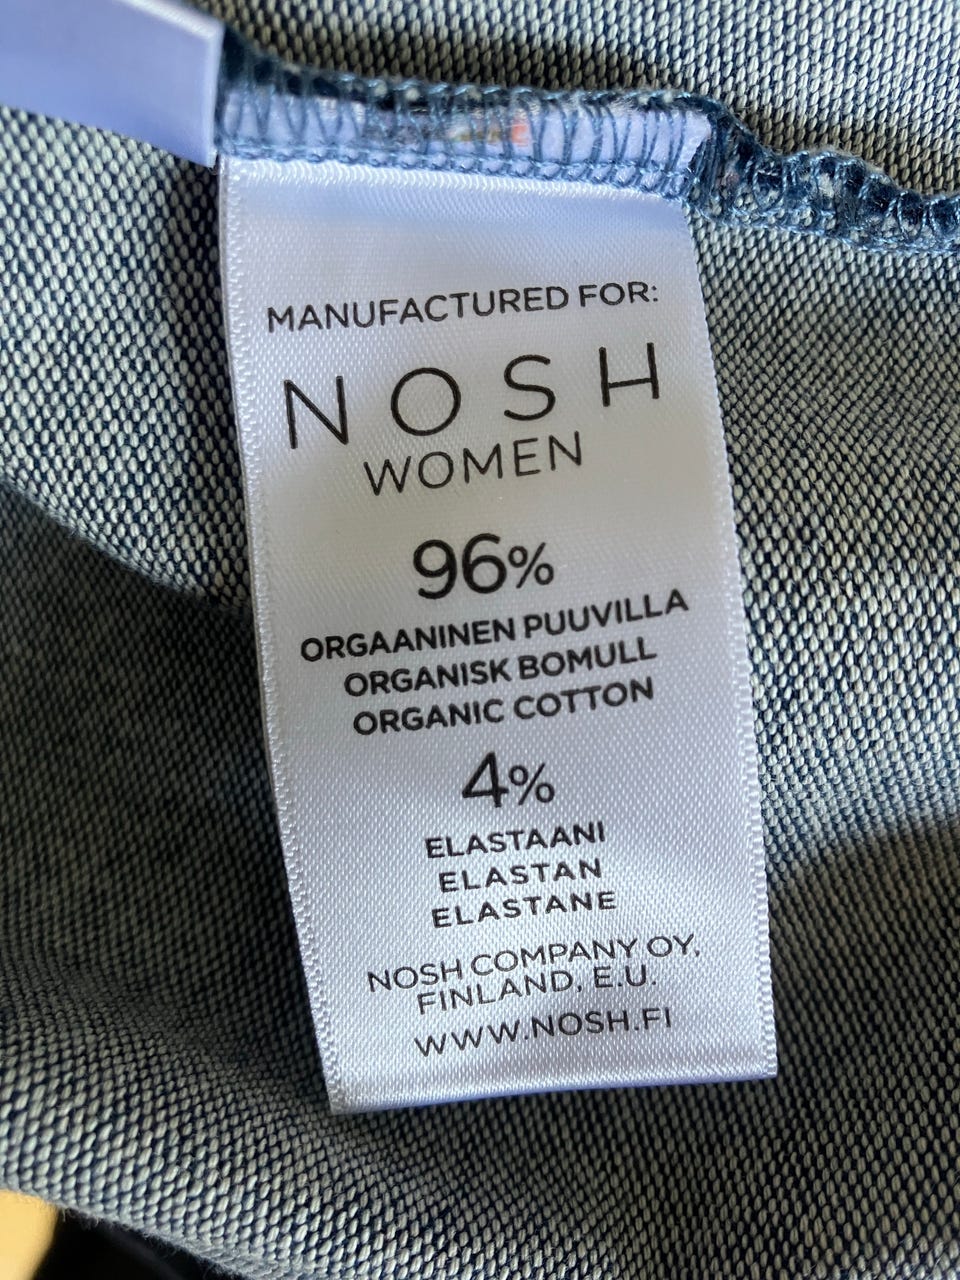 MANUFACTURED FOR:
NOSH
WOMEN
96%
ORGAANINEN PUUVILLA
ORGANISK BOMULL
ORGANIC COTTON
4%
ELASTAANI
ELASTAN
ELASTANE
NOSH COMPANY OY,
FINLAND, E.U.
WWW.NOSH.FI